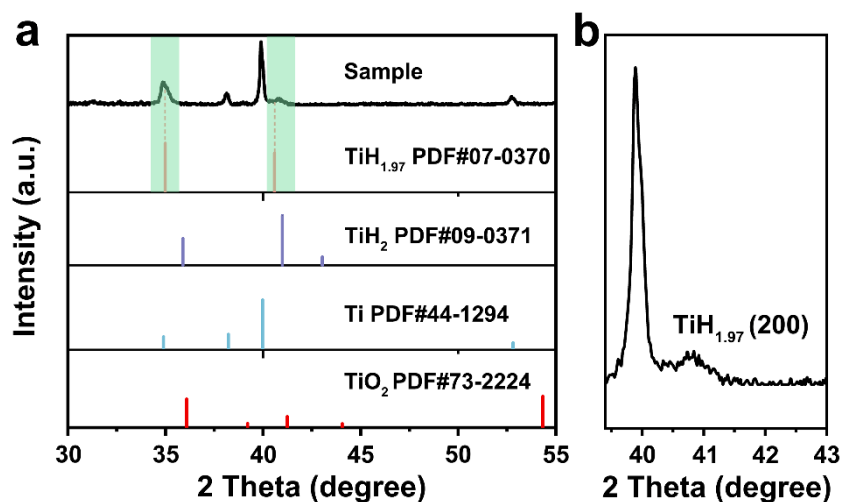 a
Intensity (a.u.)
Sample
TiH1.97 PDF#07-0370
TiH2 PDF#09-0371
Ti PDF#44-1294
TiO2 PDF#73-2224
30 35 40 45 50 55
2 Theta (degree)
b
TiH1.97 (200)
40 41 42 43
2 Theta (degree)